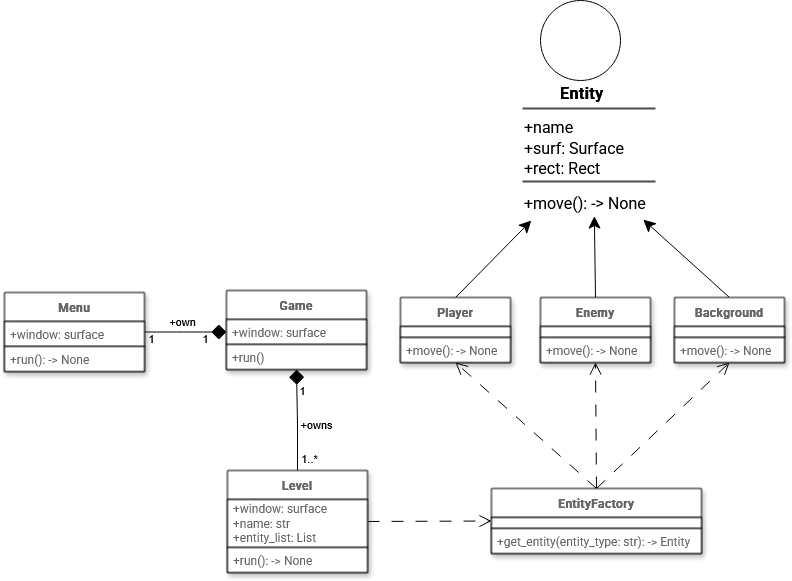 Entity
+name
+surf: Surface
+rect: Rect
+move(): -> None
Menu
+window: surface
+run(): -> None
+own
1
1
Game
+window: surface
+run()
1
+owns
1..*
Player
+move(): -> None
Enemy
+move(): -> None
Background
+move(): -> None
Level
+window: surface
+name: str
+entity_list: List
+run(): -> None
EntityFactory
+get_entity(entity_type: str): -> Entity